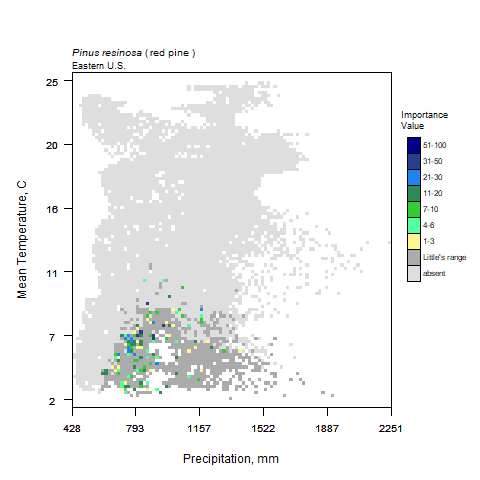 Pinus resinosa ( red pine )
Eastern U.S.
Importance
Value
51-100
31-50
21-30
11-20
7-10
4-6
1-3
Little's range
absent
Mean Temperature, C
25
20
16
11
7
2
428 793 1157 1522 1887 2251
Precipitation, mm